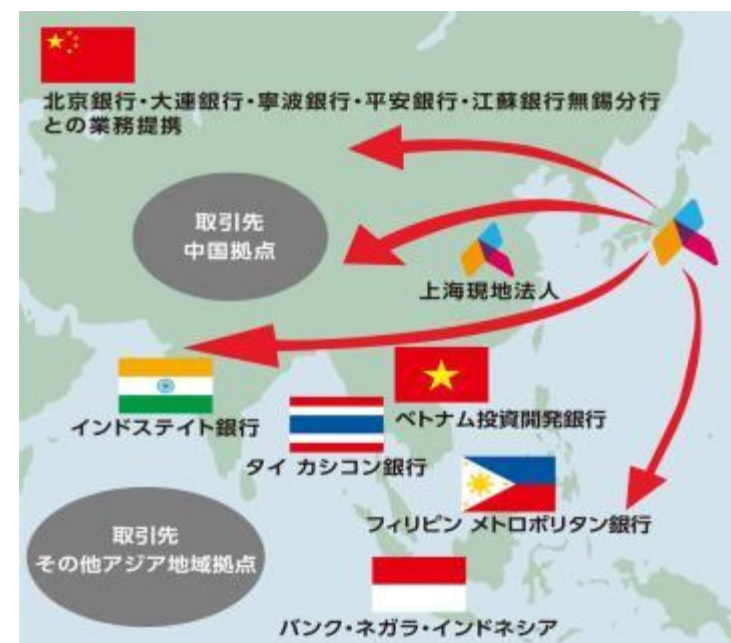 北京銀行・大連銀行・寧波銀行・平安銀行・江蘇銀行無錫分行
との業務提携
取引先
中国拠点
上海現地法人
インドステイト銀行
ベトナム投資開発銀行
タイ カシコン銀行
フィリピン メトロポリタン銀行
取引先
その他アジア地域拠点
バンク・ネガラ・インドネシア